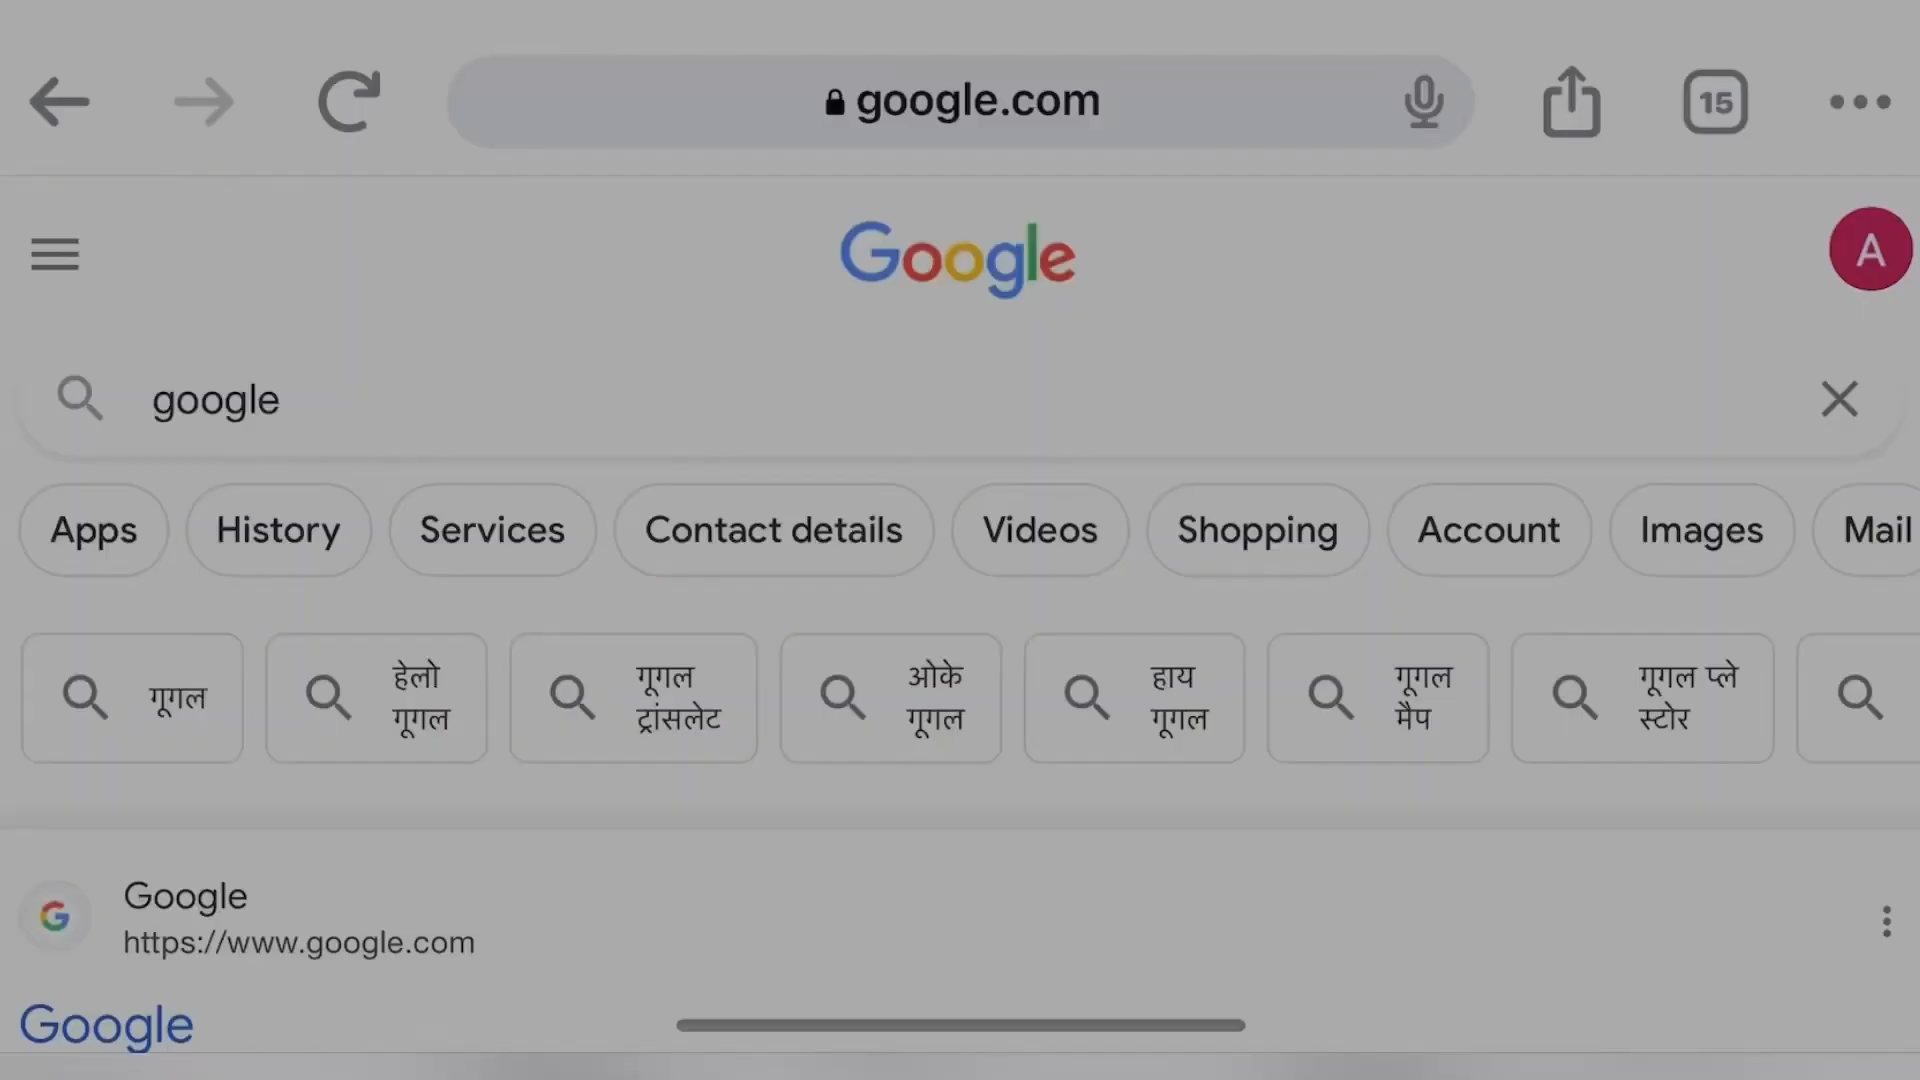 google.com
15
Google
A
google
Apps History Services Contact details Videos Shopping Account Images Mail
गूगल
हेलो
गूगल
गूगल
ट्रांसलेट
ओके
गूगल
हाय
गूगल
गूगल
मैप
गूगल प्ले
स्टोर
Google
https://www.google.com
Google